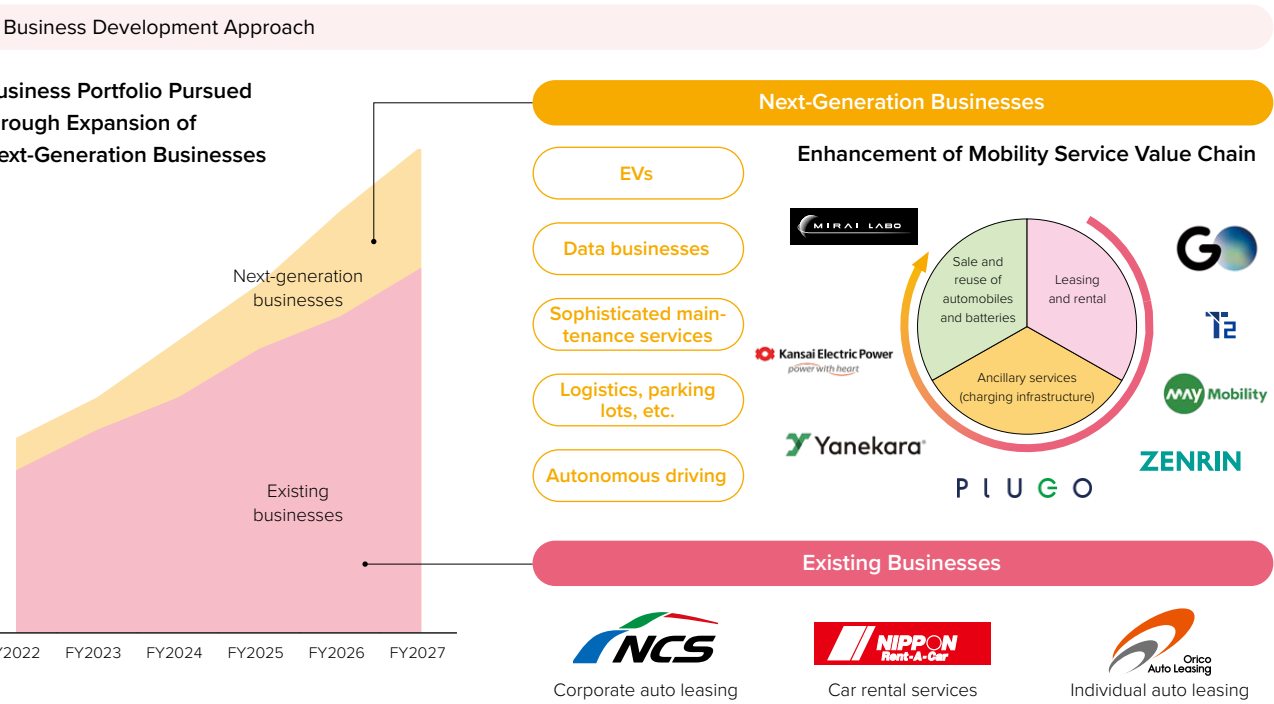 Business Development Approach
usiness Portfolio Pursued
rough Expansion of
ext-Generation Businesses
Next-generation
businesses
Existing
businesses
Y2022 FY2023 FY2024 FY2025 FY2026 FY2027
Next-Generation Businesses
EVs
Data businesses
Sophisticated main-
tenance services
Logistics, parking
lots, etc.
Autonomous driving
Enhancement of Mobility Service Value Chain
MIRAI LABO
Kansai Electric Power
power with heart
Yanekara
PLUGO
GO
T2
MAY Mobility
ZENRIN
Sale and
reuse of
automobiles
and batteries
Leasing
and rental
Ancillary services
(charging infrastructure)
Existing Businesses
NCS
Corporate auto leasing
NIPPON
Rent-A-Car
Car rental services
Orico
Auto Leasing
Individual auto leasing